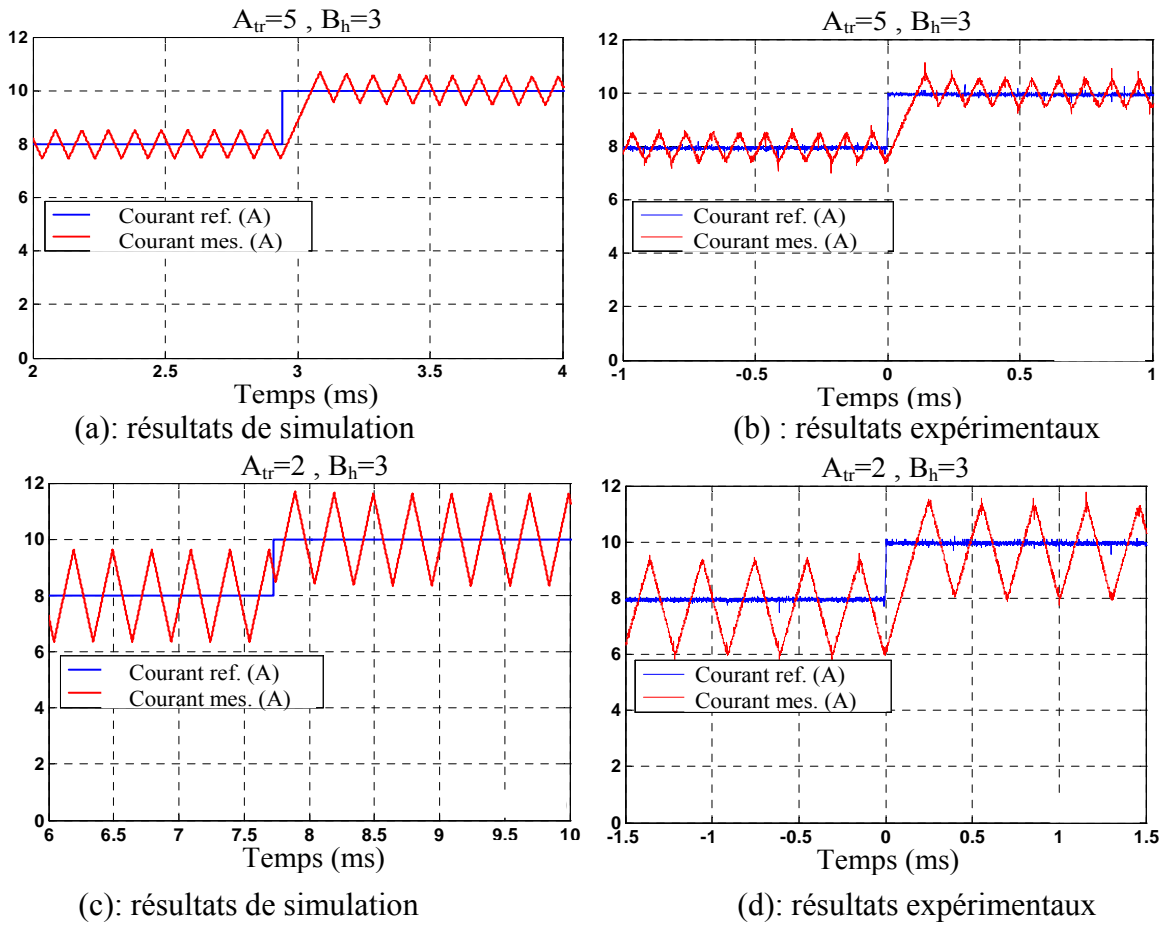 A_tr=5 , B_h=3
12
10
8
6
4
2
0
Courant ref. (A)
Courant mes. (A)
2 2.5 3 3.5 4
Temps (ms)
(a): résultats de simulation
A_tr=5 , B_h=3
12
10
8
6
4
2
0
Courant ref. (A)
Courant mes. (A)
-1 -0.5 0 0.5 1
Temps (ms)
(b) : résultats expérimentaux
A_tr=2 , B_h=3
12
10
8
6
4
2
0
Courant ref. (A)
Courant mes. (A)
6 6.5 7 7.5 8 8.5 9 9.5 10
Temps (ms)
(c): résultats de simulation
A_tr=2 , B_h=3
12
10
8
6
4
2
0
Courant ref. (A)
Courant mes. (A)
-1.5 -1 -0.5 0 0.5 1 1.5
Temps (ms)
(d): résultats expérimentaux